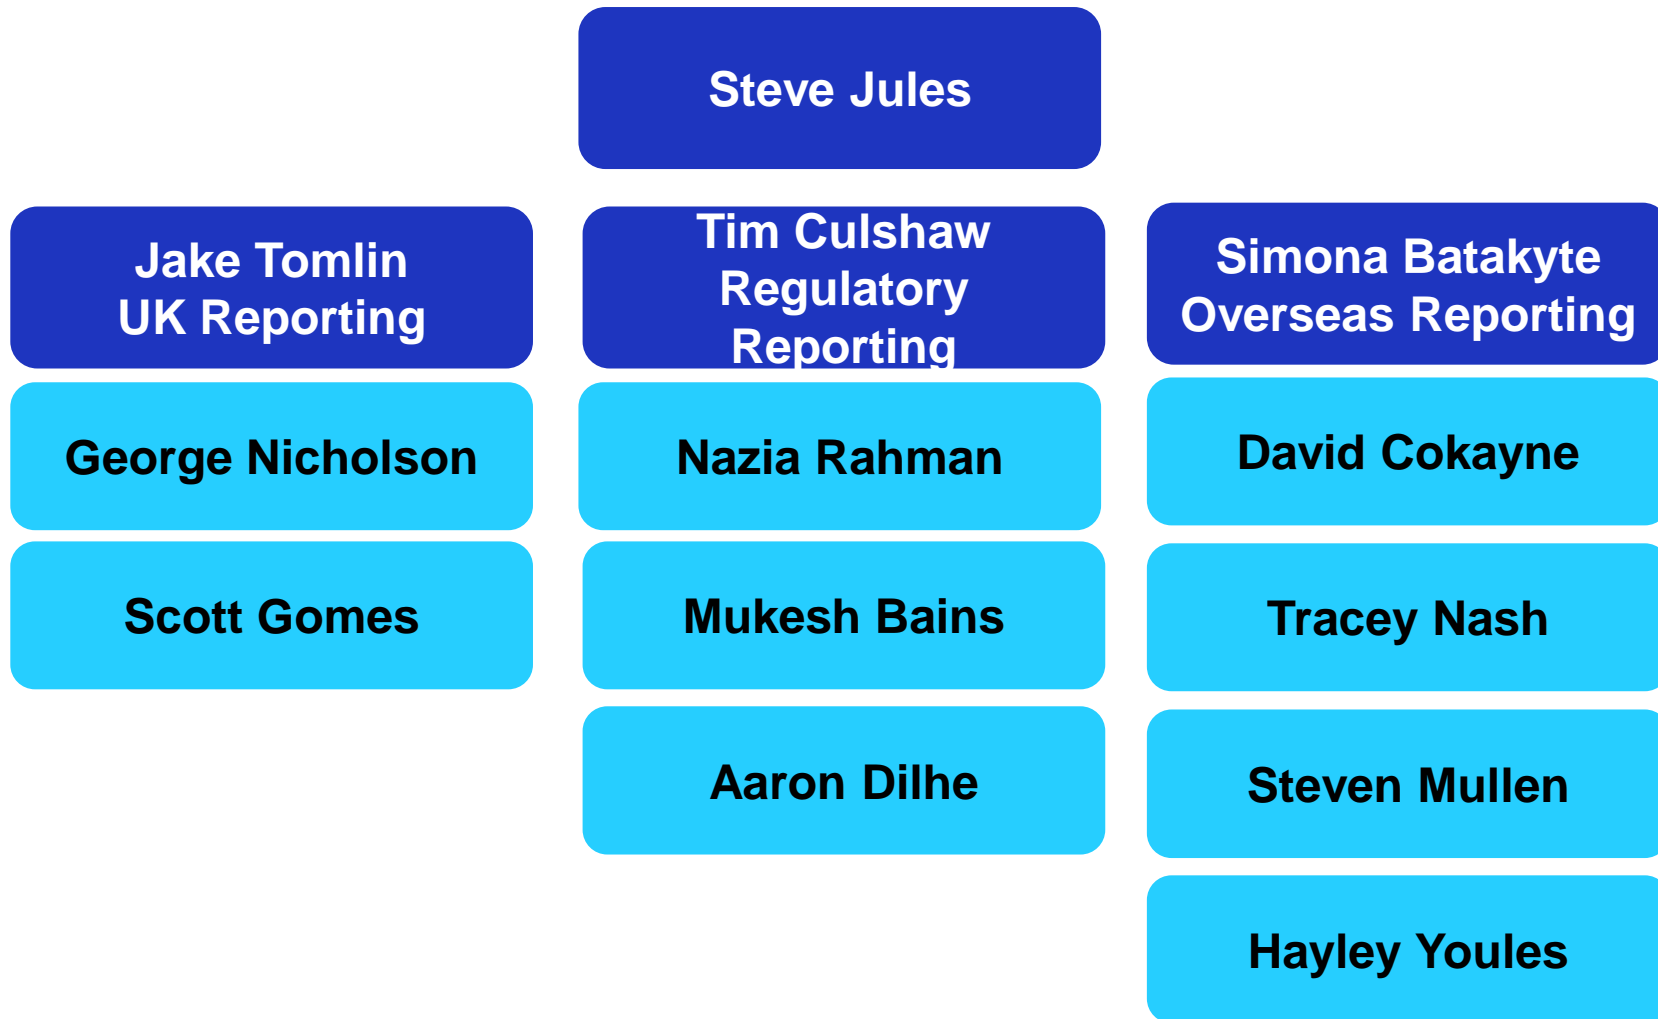 Steve Jules
Jake Tomlin
UK Reporting
Tim Culshaw
Regulatory
Reporting
Simona Batakyte
Overseas Reporting
George Nicholson
Nazia Rahman
David Cokayne
Scott Gomes
Mukesh Bains
Tracey Nash
Aaron Dilhe
Steven Mullen
Hayley Youles